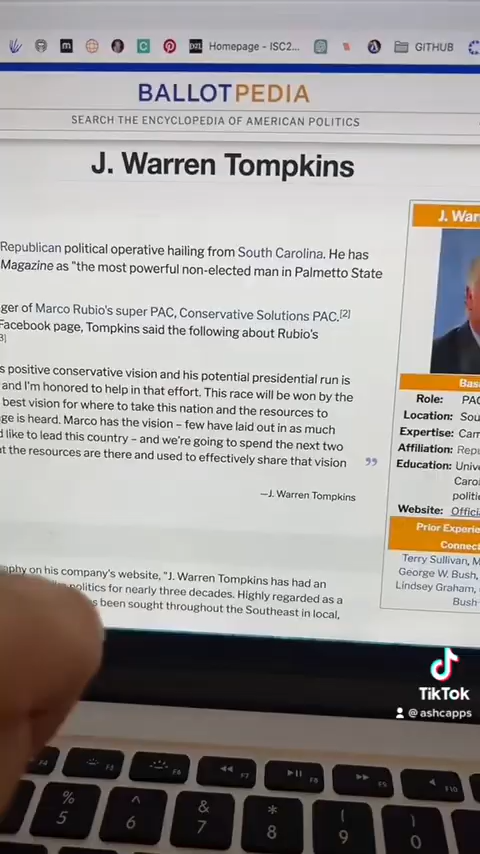 Homepage - ISC2...
GITHUB
BALLOTPEDIA
SEARCH THE ENCYCLOPEDIA OF AMERICAN POLITICS
J. Warren Tompkins
Republican political operative hailing from South Carolina. He has
Magazine as "the most powerful non-elected man in Palmetto State
ger of Marco Rubio's super PAC, Conservative Solutions PAC.[2]
Facebook page, Tompkins said the following about Rubio's
3]
s positive conservative vision and his potential presidential run is
and I'm honored to help in that effort. This race will be won by the
best vision for where to take this nation and the resources to
ge is heard. Marco has the vision – few have laid out in as much
d like to lead this country – and we're going to spend the next two
at the resources are there and used to effectively share that vision ”
—J. Warren Tompkins
aphy on his company's website, "J. Warren Tompkins has had an
politics for nearly three decades. Highly regarded as a
s been sought throughout the Southeast in local,
J. War
Bas
Role: PAC
Location: Sou
Expertise: Cam
Affiliation: Repu
Education: Unive
Caro
politi
Website: Offici
Prior Experie
Connect
Terry Sullivan, M
George W. Bush,
Lindsey Graham,
Bush
TikTok
@ashcapps
F4
F5
F6
F7
F8
F9
F10
%
5
^
6
&
7
*
8
(
9
)
0